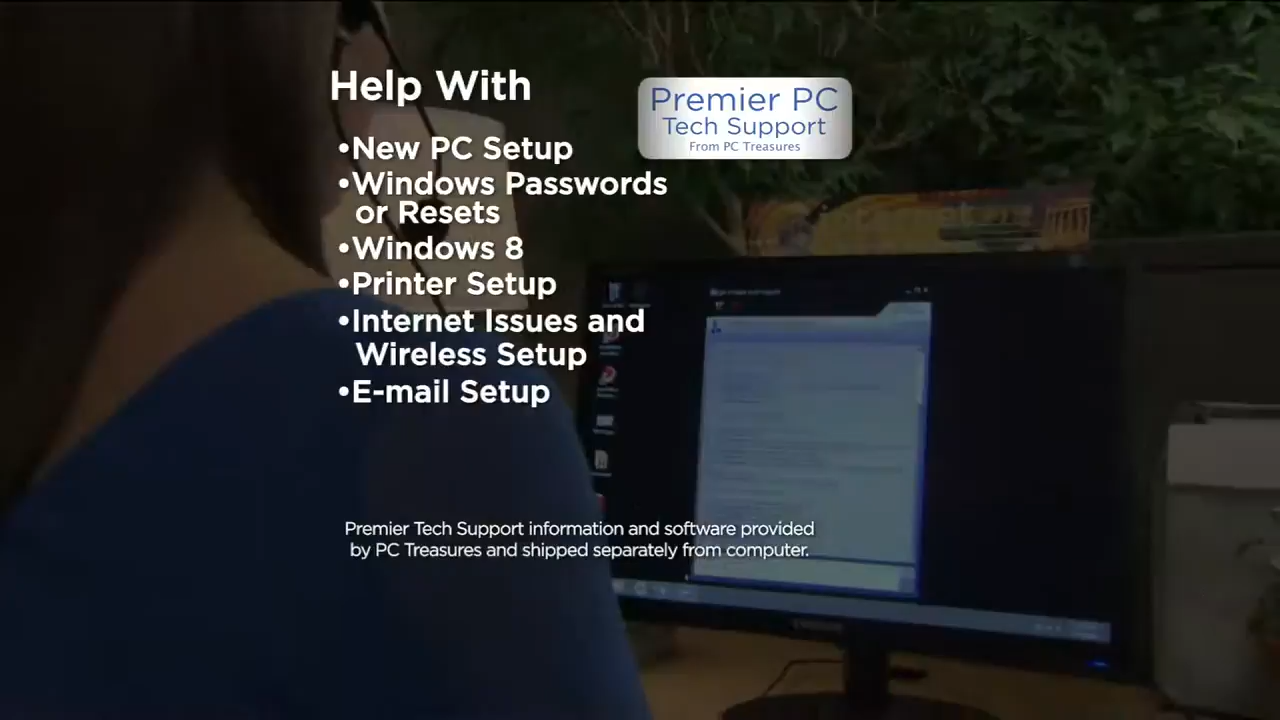 Help With
Premier PC
Tech Support
From PC Treasures
•New PC Setup
•Windows Passwords
or Resets
•Windows 8
•Printer Setup
•Internet Issues and
Wireless Setup
•E-mail Setup
Premier Tech Support information and software provided
by PC Treasures and shipped separately from computer.